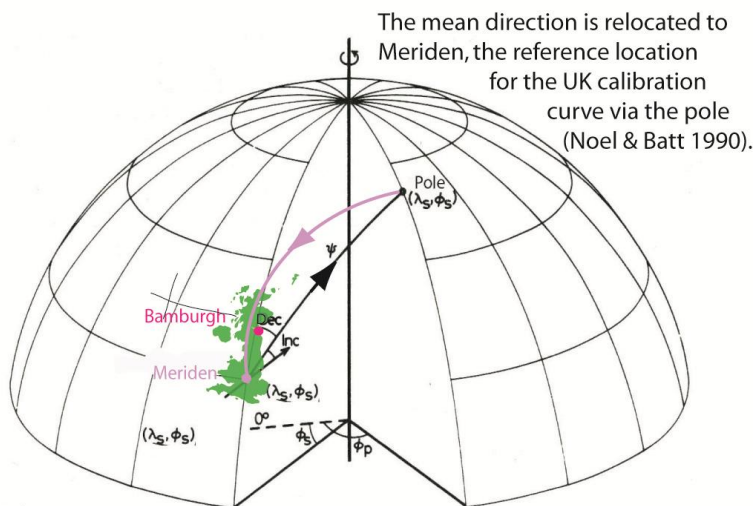 The mean direction is relocated to
Meriden, the reference location
for the UK calibration
curve via the pole
(Noel & Batt 1990).
Pole
(λs,ϕs)
ψ
Bamburgh
Dec
Inc
Meriden
(λs,ϕs)
(λs,ϕs)
0°
ϕs
ϕp